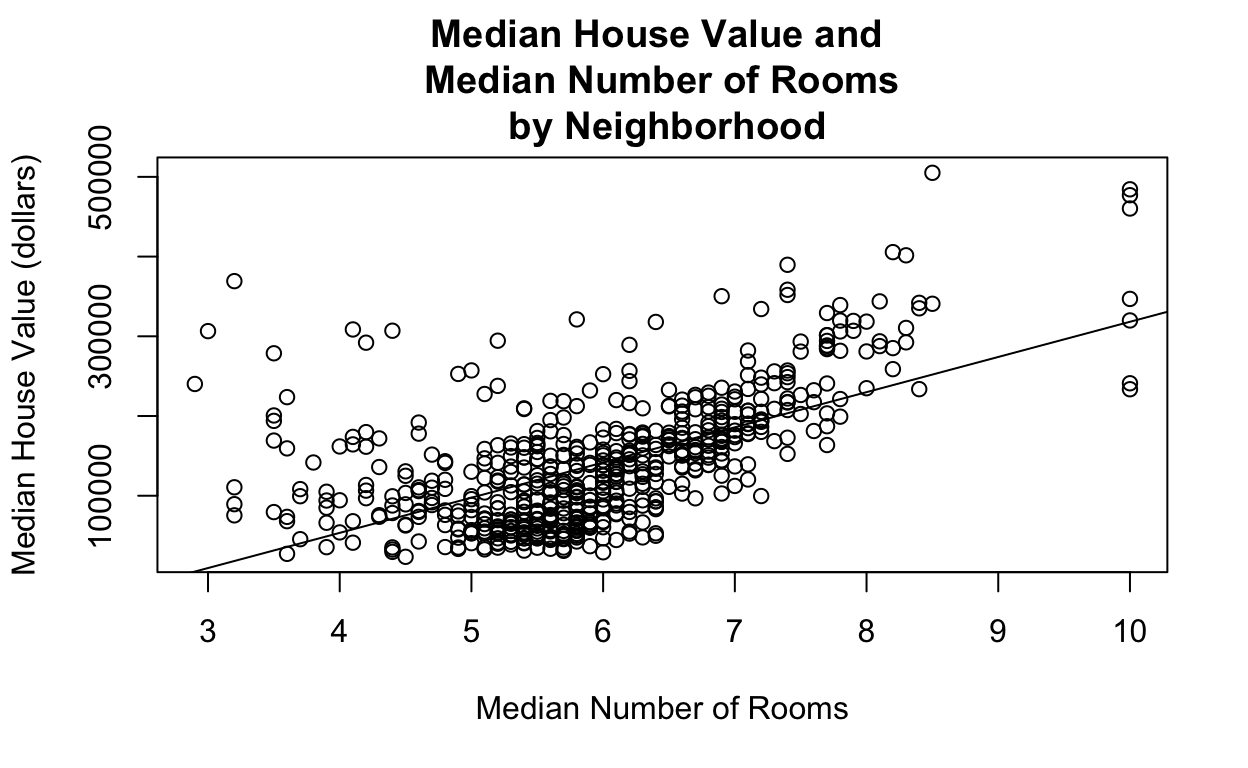 Median House Value and
Median Number of Rooms
by Neighborhood
Median House Value (dollars)
500000
300000
100000
3 4 5 6 7 8 9 10
Median Number of Rooms